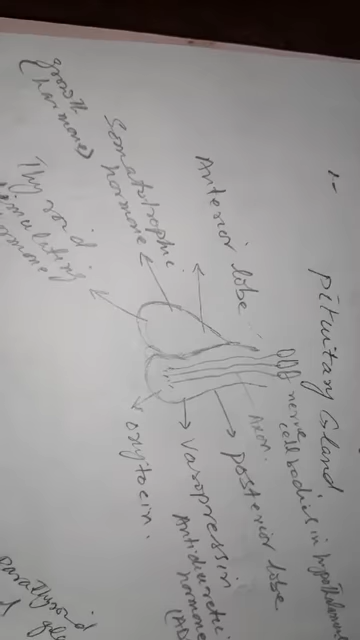 1- Pituitary Gland
nerve
cell bodies in hypothalamus
Axon.
Anterior lobe
posterior lobe
Somatotrophic
hormone
(growth
hormone)
Thyroid
stimulating
hormone
Vasopressin
Antidiuretic
hormone
(AD
oxytocin.
parathyroid